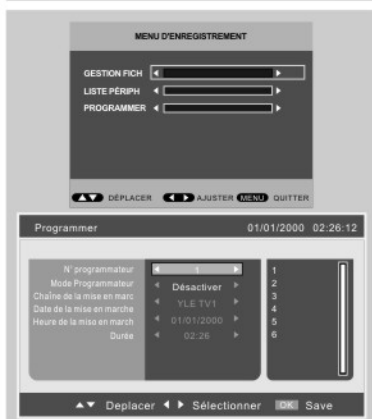 MENU D'ENREGISTREMENT
GESTION FICH
LISTE PÉRIPH
PROGRAMMER
DÉPLACER AJUSTER MENU QUITTER
Programmer 01/01/2000 02:26:12
N° programmateur 1
Mode Programmateur Désactiver
Chaîne de la mise en marc YLE TV1
Date de la mise en marche 01/01/2000
Heure de la mise en march 02:26
Durée
1
2
3
4
5
6
Deplacer Sélectionner OK Save